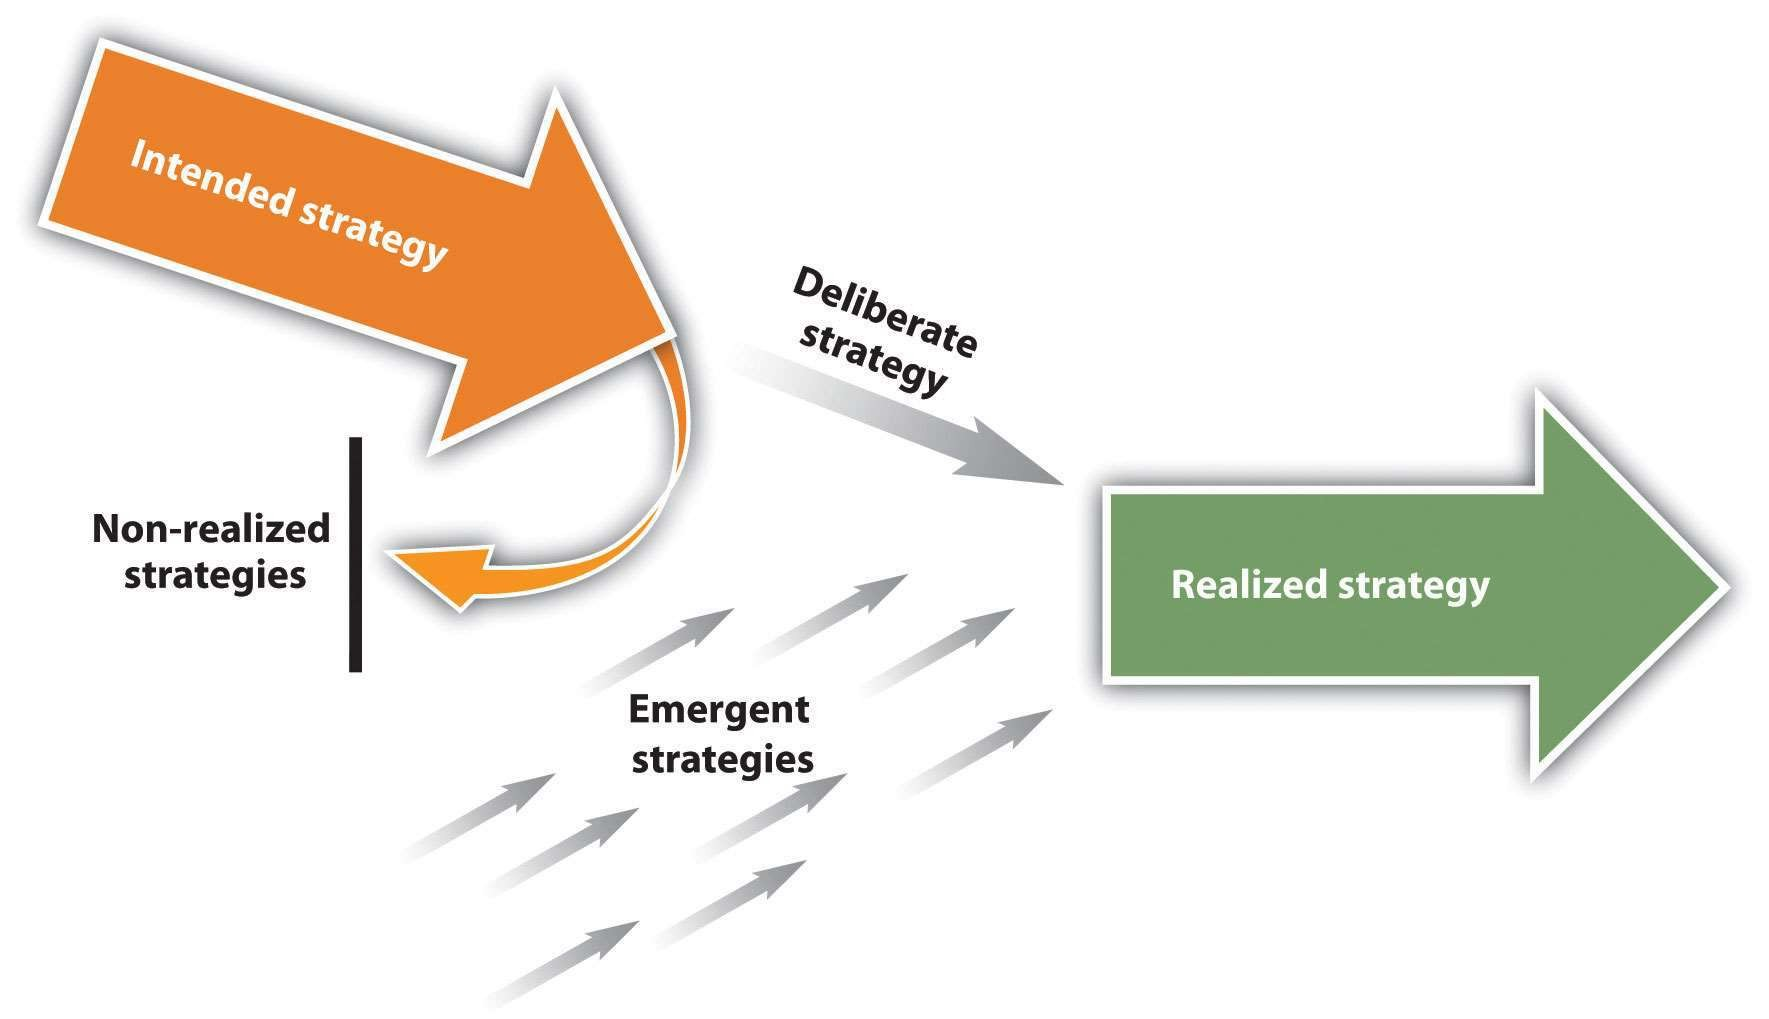 Intended strategy
Deliberate
strategy
Non-realized
strategies
Realized strategy
Emergent
strategies